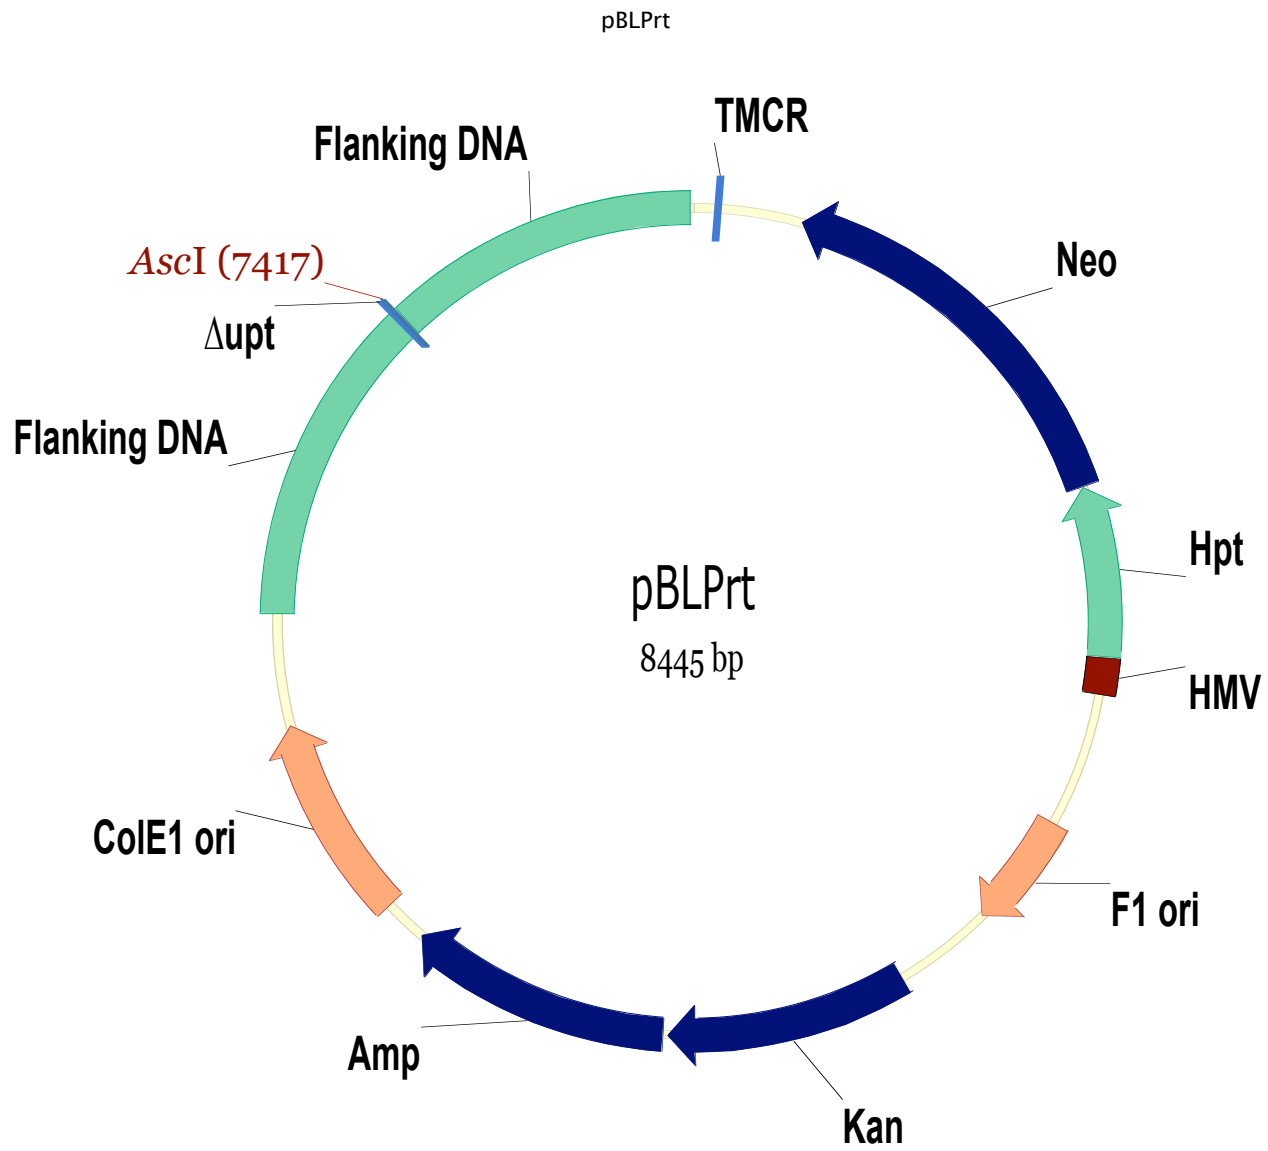 pBLPrt
TMCR
Flanking DNA
Neo
AscI (7417)
Δupt
Flanking DNA
Hpt
pBLPrt
8445 bp
HMV
ColE1 ori
F1 ori
Amp
Kan